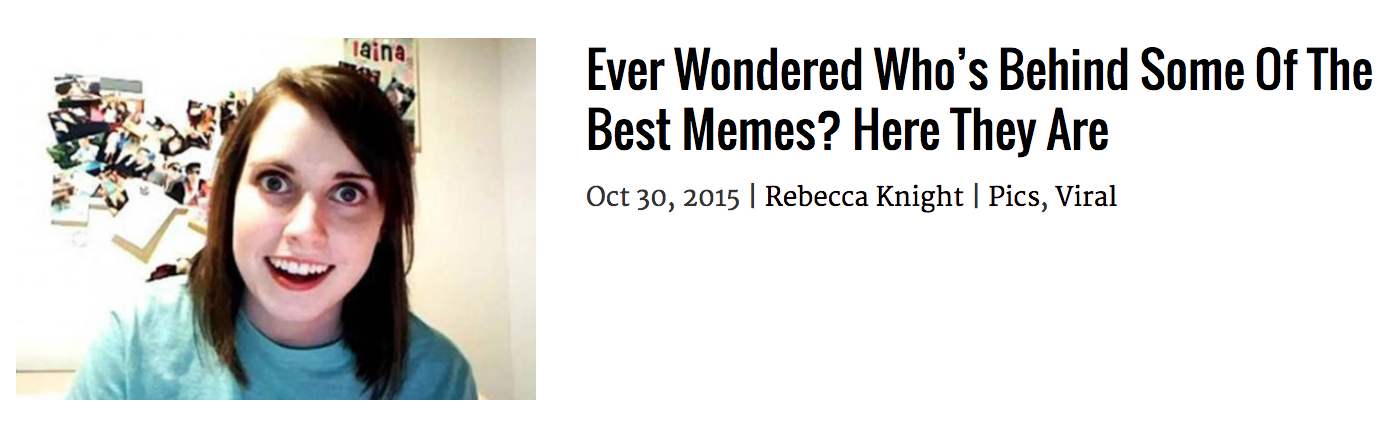 laina
Ever Wondered Who’s Behind Some Of The
Best Memes? Here They Are
Oct 30, 2015 | Rebecca Knight | Pics, Viral